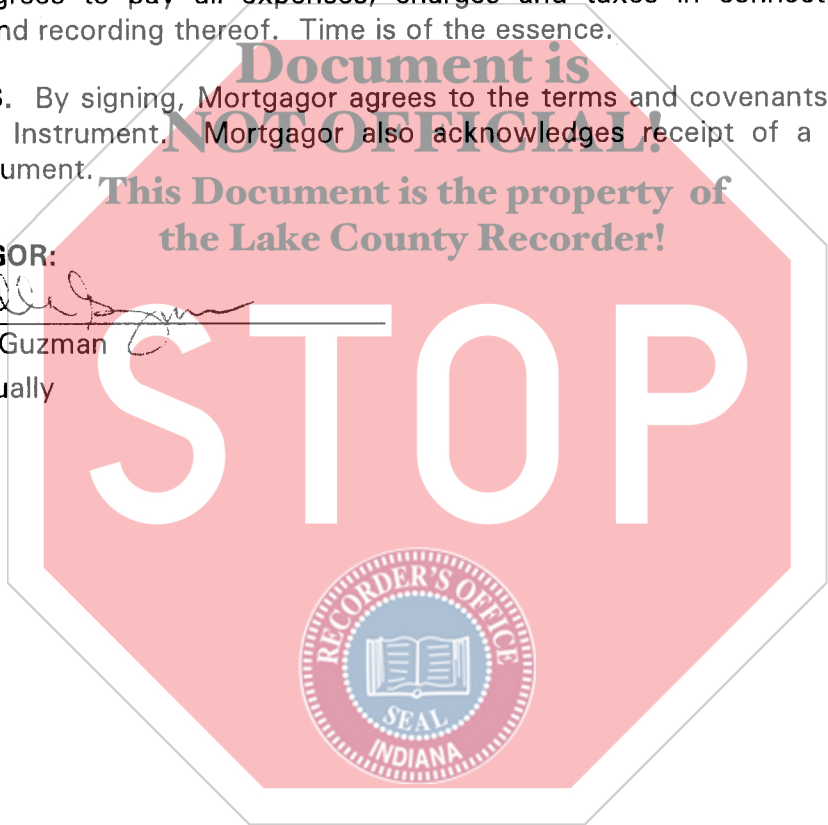 nd recording thereof. Time is of the essence.
Document is
S. By signing, Mortgagor agrees to the terms and covenants
Instrument. Mortgagor also acknowledges receipt of a
NOT OFFICIAL!
ument.
This Document is the property of
the Lake County Recorder!
GOR:
Guzman
ually
STOP
RECORDER'S OFFICE
SEAL
INDIANA